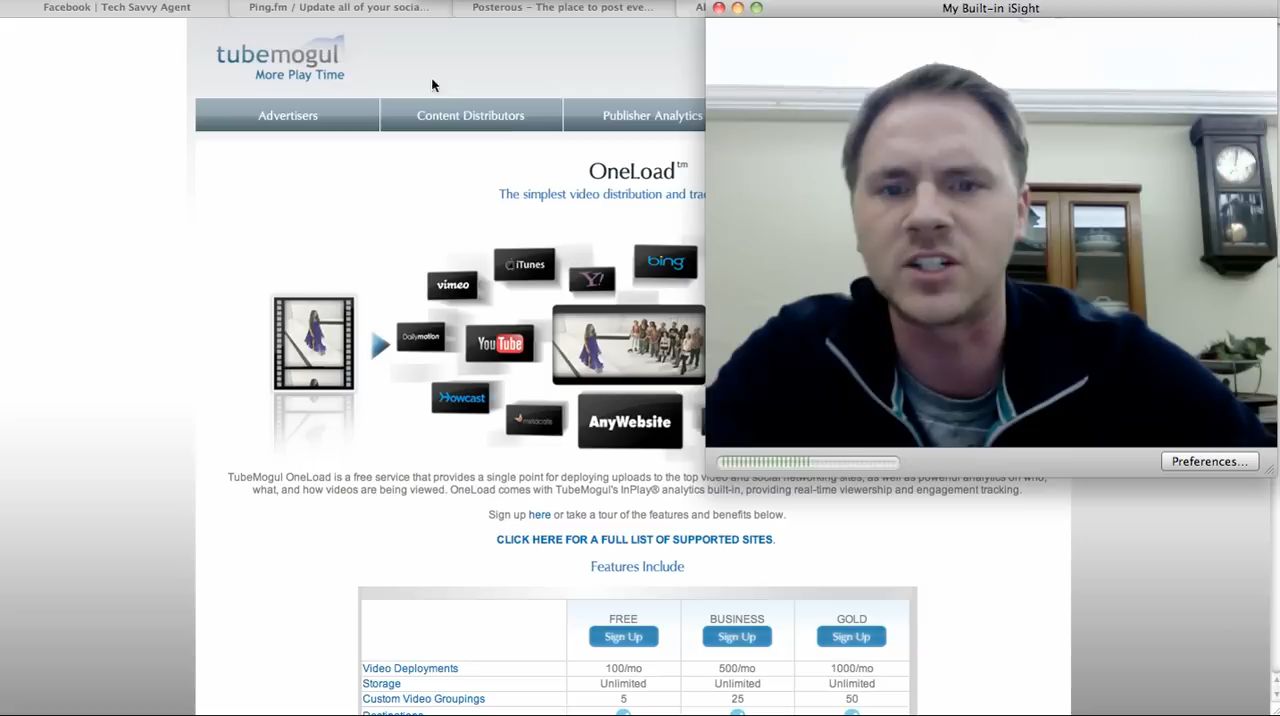 Facebook | Tech Savvy Agent
Ping.fm / Update all of your socia...
Posterous – The place to post eve...
My Built-in iSight
tubemogul
More Play Time
Advertisers
Content Distributors
Publisher Analytics
OneLoad™
The simplest video distribution and
iTunes
bing
vimeo
Y!
Dailymotion
YouTube
Howcast
metacafe
AnyWebsite
Preferences...
TubeMogul OneLoad is a free service that provides a single point for deploying uploads to the top video and social networking sites, as well as powerful analytics on who,
what, and how videos are being viewed. OneLoad comes with TubeMogul's InPlay® analytics built-in, providing real-time viewership and engagement tracking.
Sign up here or take a tour of the features and benefits below.
CLICK HERE FOR A FULL LIST OF SUPPORTED SITES.
Features Include
FREE BUSINESS GOLD
Sign Up Sign Up Sign Up
Video Deployments 100/mo 500/mo 1000/mo
Storage Unlimited Unlimited Unlimited
Custom Video Groupings 5 25 50